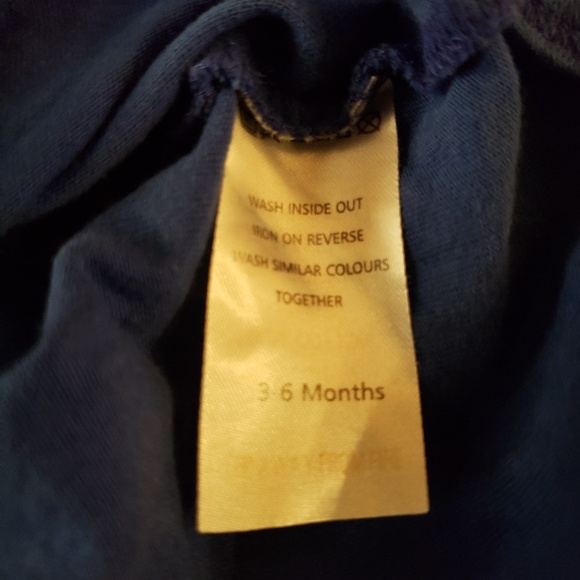 WASH INSIDE OUT
IRON ON REVERSE
WASH SIMILAR COLOURS
TOGETHER
3-6 Months